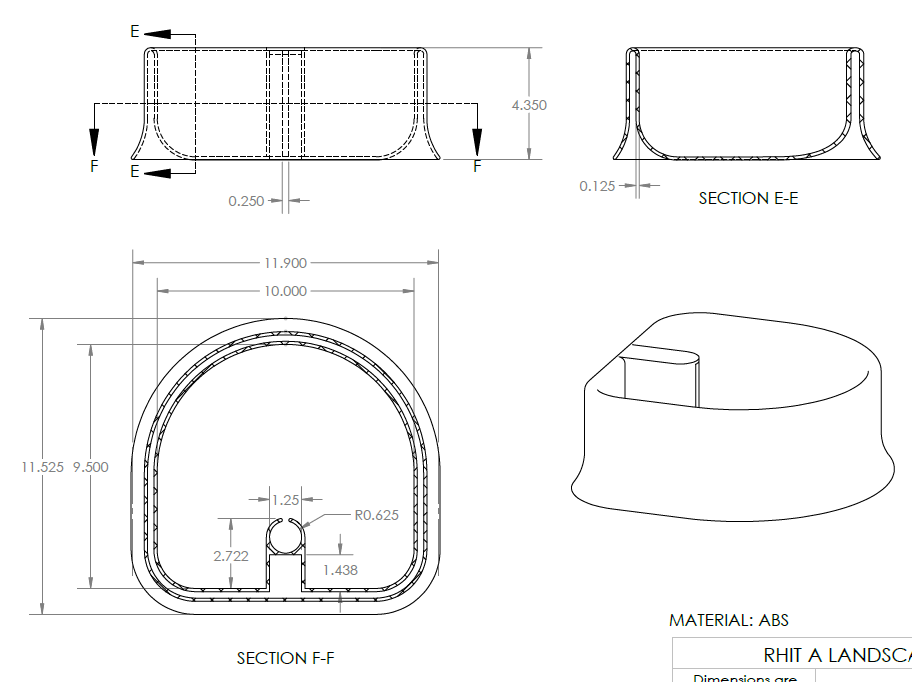 E
4.350
F
E
F
0.250
0.125
SECTION E-E
11.900
10.000
11.525
9.500
1.25
R0.625
2.722
1.438
SECTION F-F
MATERIAL: ABS
RHIT A LANDSCA
Dimensions are